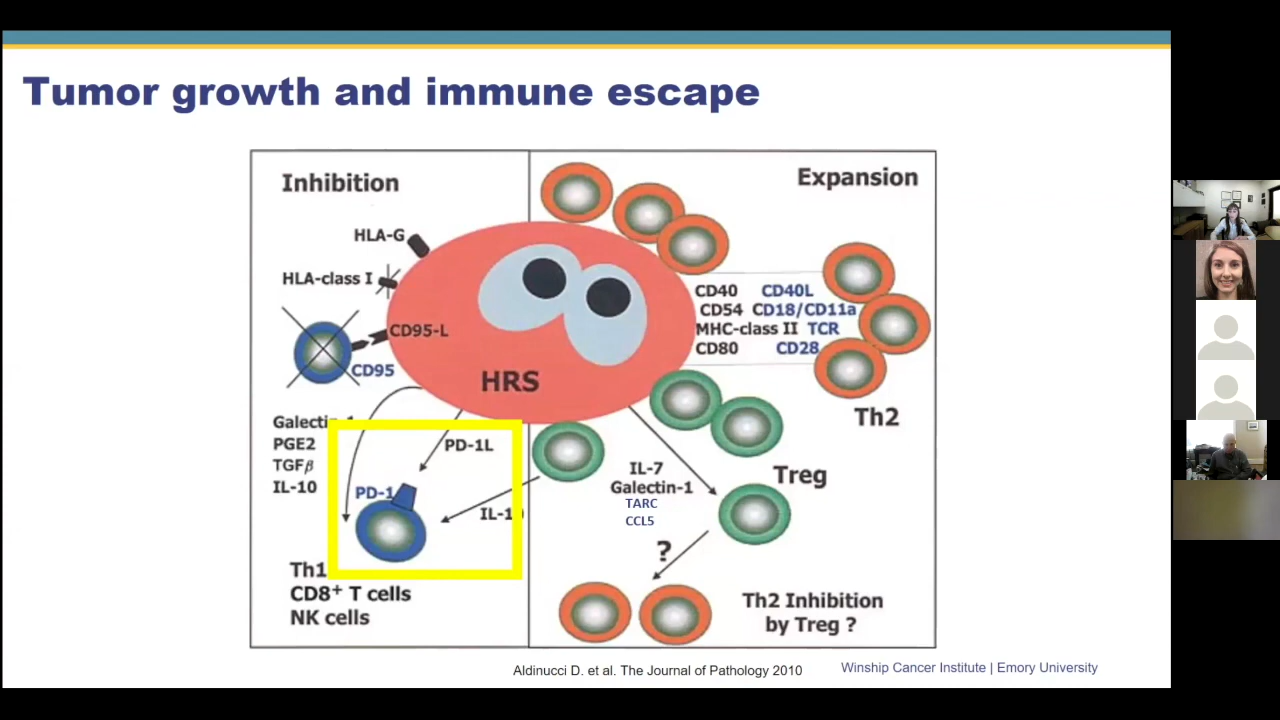 Tumor growth and immune escape
Inhibition
Expansion
HLA-G
HLA-class I
CD95-L
CD95
HRS
CD40 CD40L
CD54 CD18/CD11a
MHC-class II TCR
CD80 CD28
Th2
Galectin-1
PGE2
TGFβ
IL-10
PD-1L
PD-1
IL-10
IL-7
Galectin-1
TARC
CCL5
Treg
?
Th1
CD8⁺ T cells
NK cells
Th2 Inhibition
by Treg ?
Aldinucci D. et al. The Journal of Pathology 2010
Winship Cancer Institute | Emory University